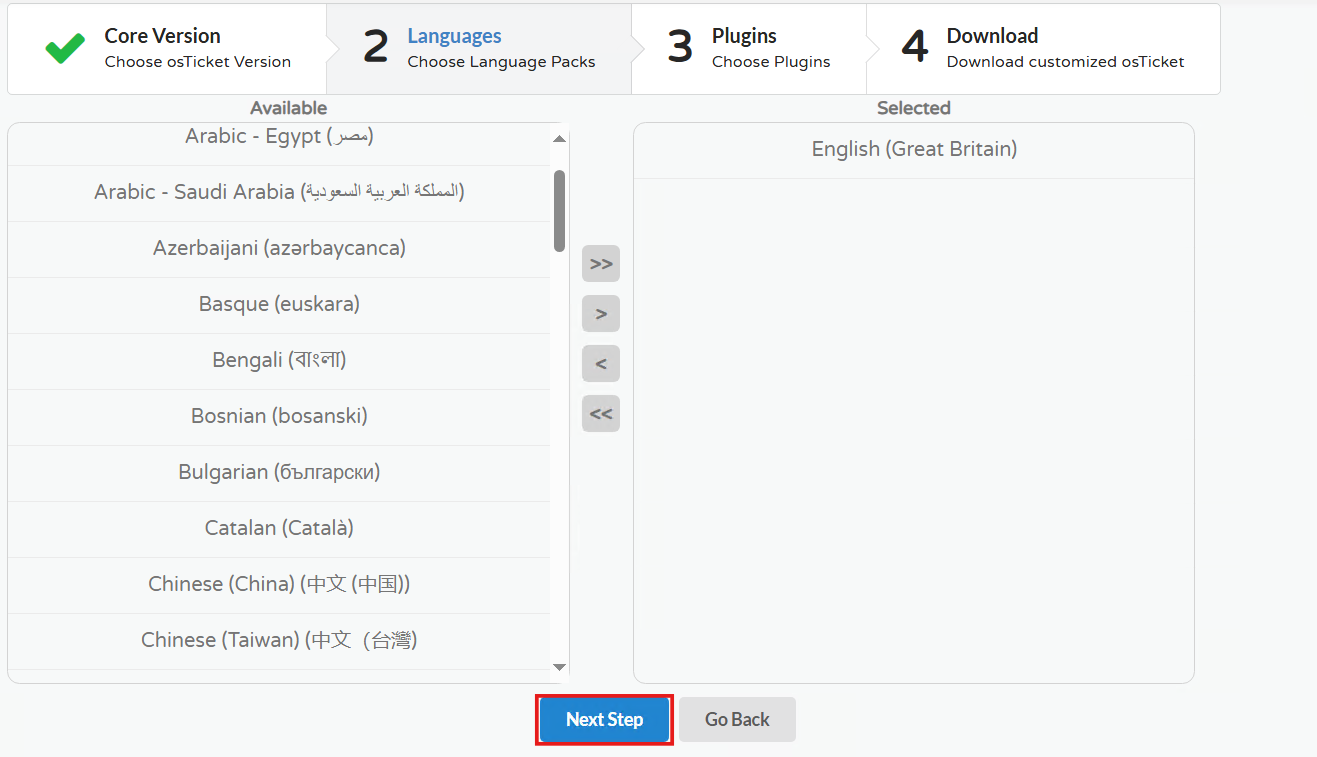 Core Version
Choose osTicket Version
2
Languages
Choose Language Packs
3
Plugins
Choose Plugins
4
Download
Download customized osTicket
Available
Arabic - Egypt (مصر)
Arabic - Saudi Arabia (المملكة العربية السعودية)
Azerbaijani (azərbaycanca)
Basque (euskara)
Bengali (বাংলা)
Bosnian (bosanski)
Bulgarian (български)
Catalan (Català)
Chinese (China) (中文 (中国))
Chinese (Taiwan) (中文（台灣)
>>
>
<
<<
Selected
English (Great Britain)
Next Step
Go Back